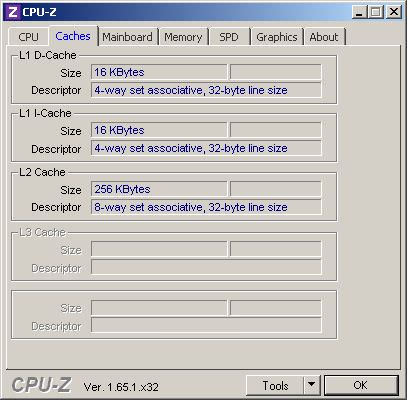 CPU-Z
CPU Caches Mainboard Memory SPD Graphics About
L1 D-Cache
Size 16 KBytes
Descriptor 4-way set associative, 32-byte line size
L1 I-Cache
Size 16 KBytes
Descriptor 4-way set associative, 32-byte line size
L2 Cache
Size 256 KBytes
Descriptor 8-way set associative, 32-byte line size
L3 Cache
Size
Descriptor
Size
Descriptor
CPU-Z Ver. 1.65.1.x32 Tools OK